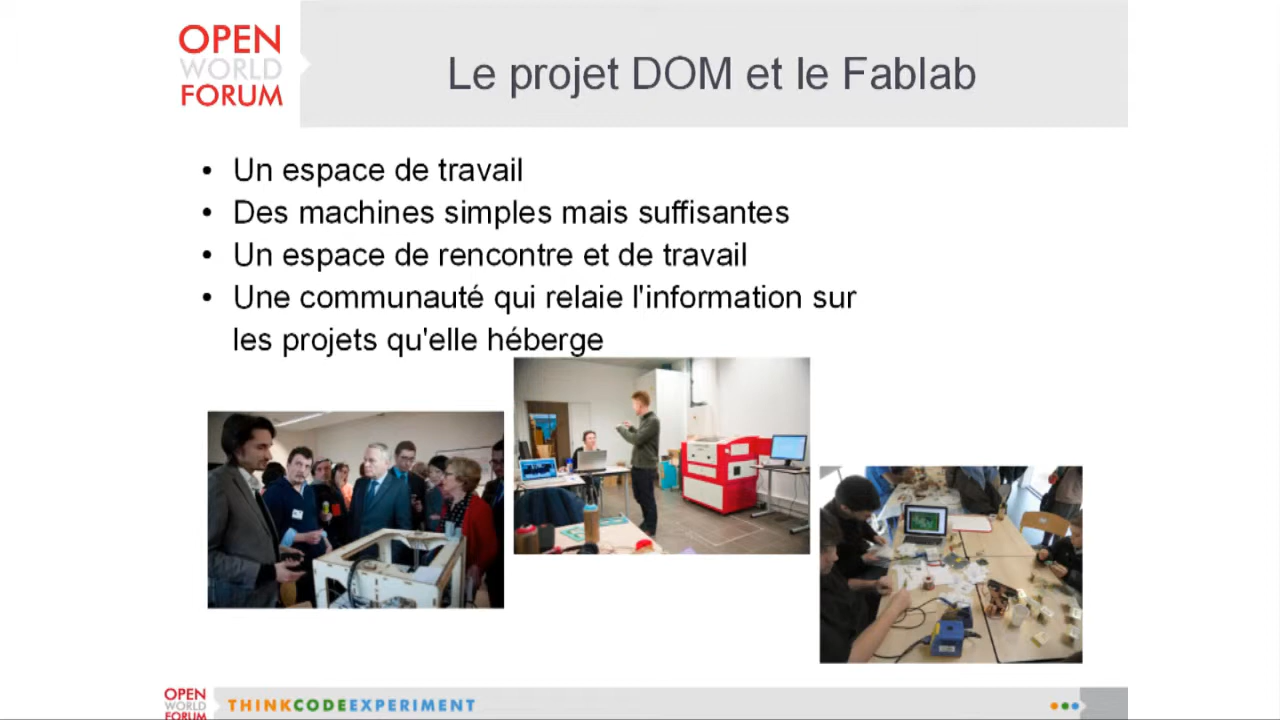 OPEN
WORLD
FORUM
Le projet DOM et le Fablab
• Un espace de travail
• Des machines simples mais suffisantes
• Un espace de rencontre et de travail
• Une communauté qui relaie l'information sur
les projets qu'elle héberge
OPEN
WORLD
FORUM
THINKCODEEXPERIMENT